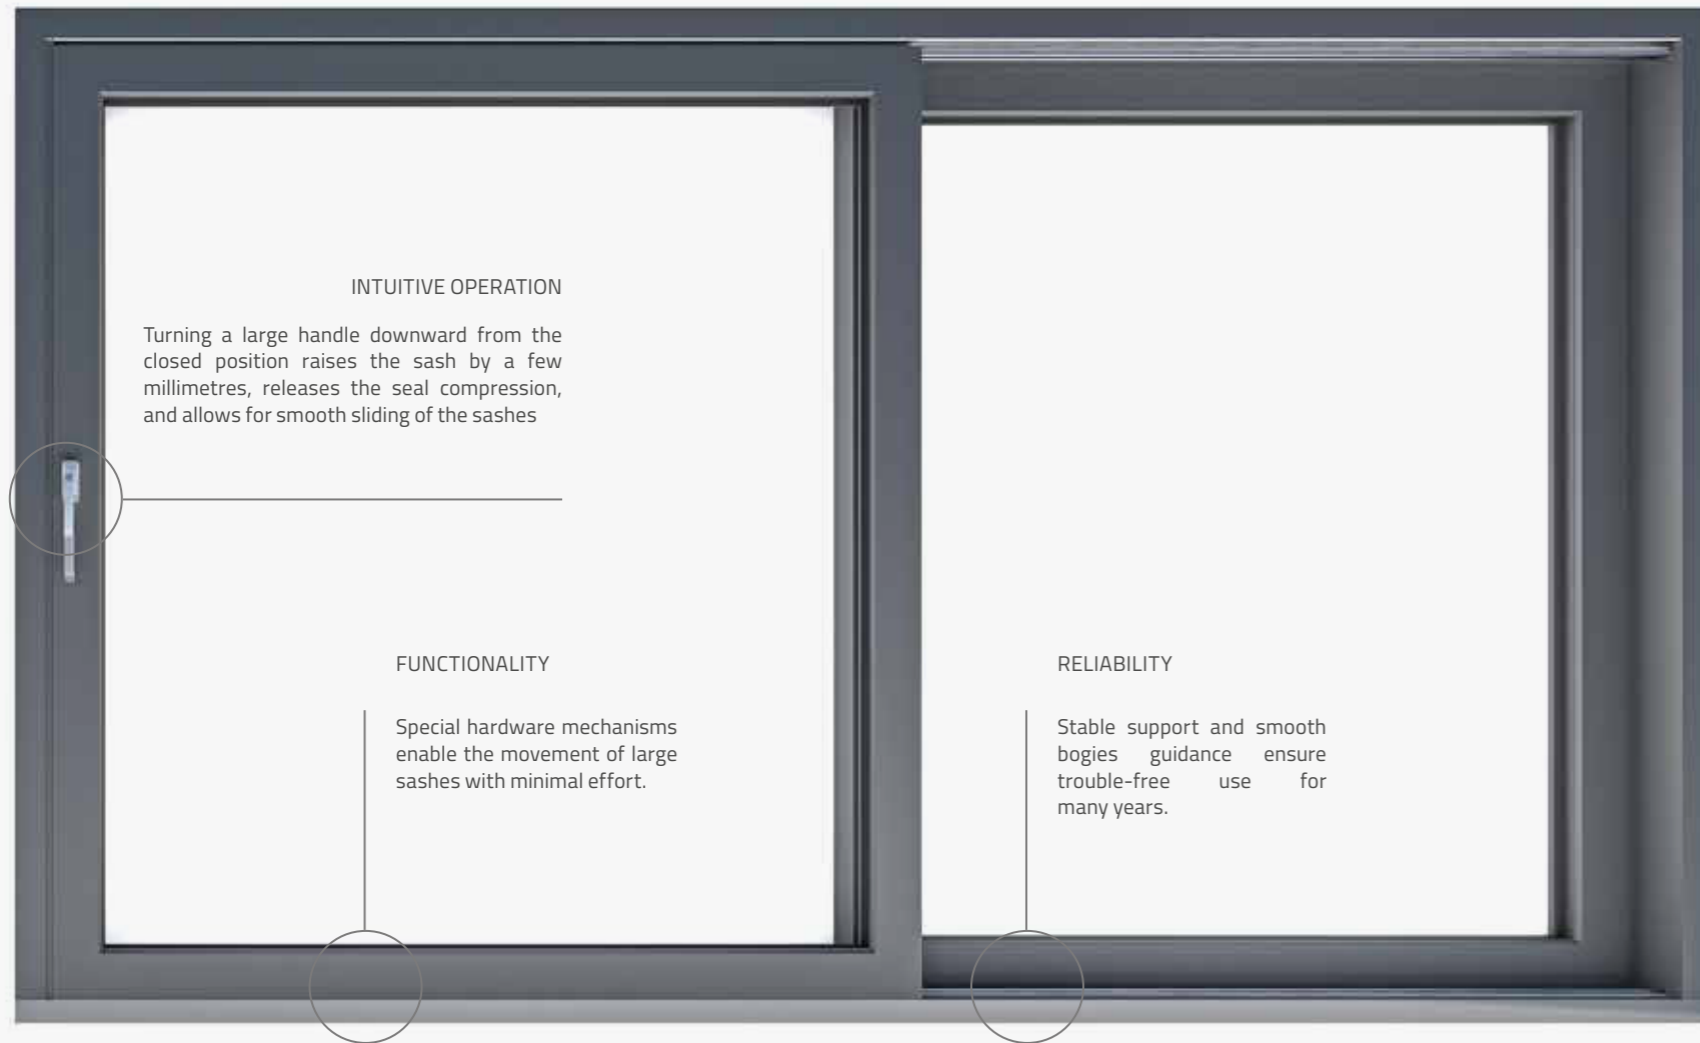 INTUITIVE OPERATION
Turning a large handle downward from the
closed position raises the sash by a few
millimetres, releases the seal compression,
and allows for smooth sliding of the sashes
FUNCTIONALITY
Special hardware mechanisms
enable the movement of large
sashes with minimal effort.
RELIABILITY
Stable support and smooth
bogies guidance ensure
trouble-free use for
many years.